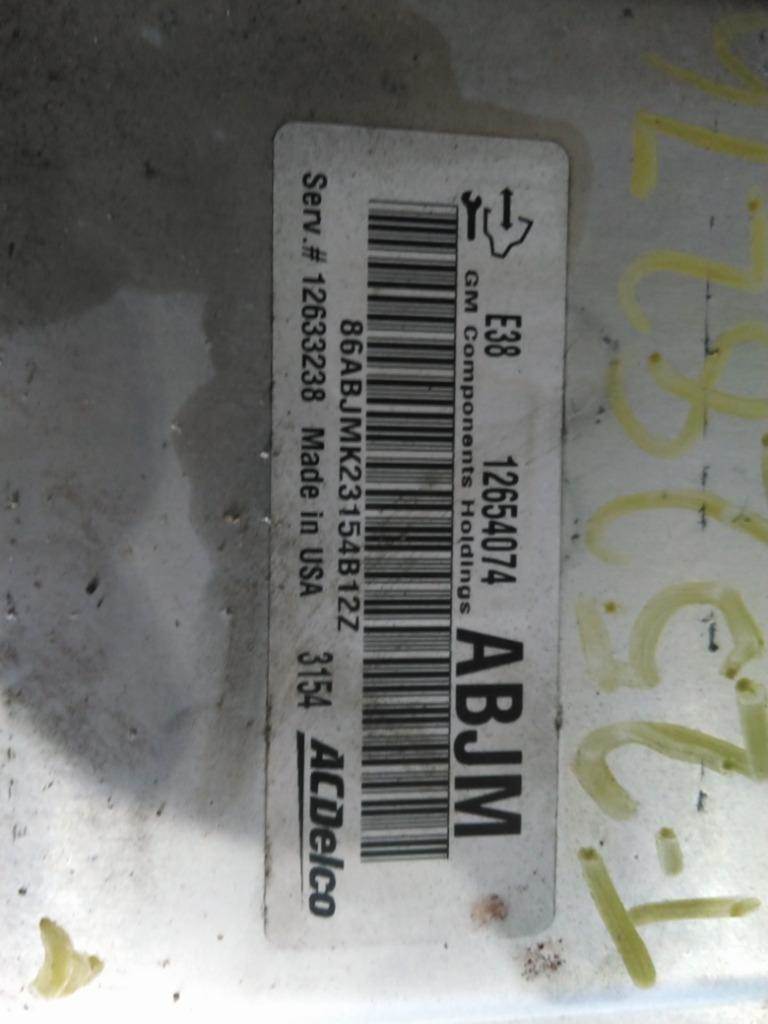 E38 12654074 ABJM
GM Components Holdings
86ABJMK23154B12Z
Serv.# 12633238 Made in USA 3154 ACDelco